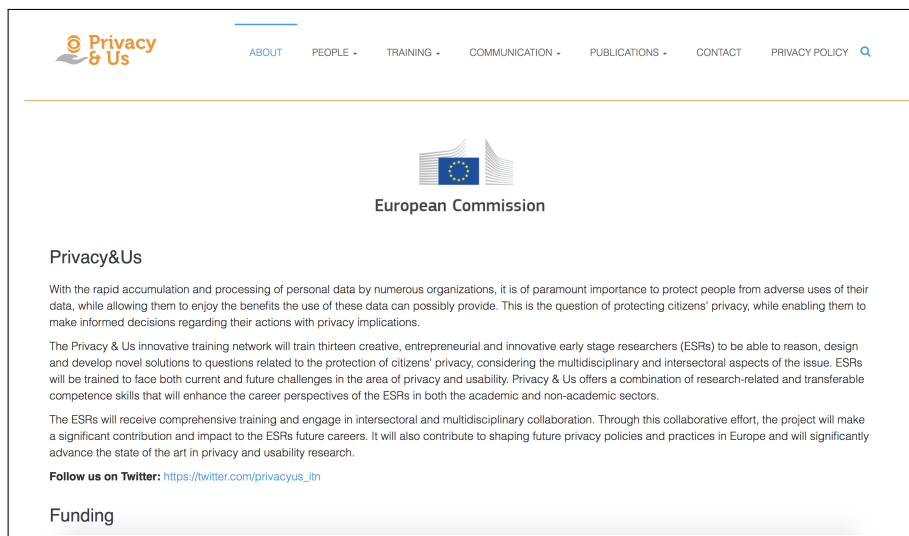 Privacy
& Us
ABOUT PEOPLE TRAINING COMMUNICATION PUBLICATIONS CONTACT PRIVACY POLICY
European Commission
Privacy&Us
With the rapid accumulation and processing of personal data by numerous organizations, it is of paramount importance to protect people from adverse uses of their
data, while allowing them to enjoy the benefits the use of these data can possibly provide. This is the question of protecting citizens' privacy, while enabling them to
make informed decisions regarding their actions with privacy implications.
The Privacy & Us innovative training network will train thirteen creative, entrepreneurial and innovative early stage researchers (ESRs) to be able to reason, design
and develop novel solutions to questions related to the protection of citizens' privacy, considering the multidisciplinary and intersectoral aspects of the issue. ESRs
will be trained to face both current and future challenges in the area of privacy and usability. Privacy & Us offers a combination of research-related and transferable
competence skills that will enhance the career perspectives of the ESRs in both the academic and non-academic sectors.
The ESRs will receive comprehensive training and engage in intersectoral and multidisciplinary collaboration. Through this collaborative effort, the project will make
a significant contribution and impact to the ESRs future careers. It will also contribute to shaping future privacy policies and practices in Europe and will significantly
advance the state of the art in privacy and usability research.
Follow us on Twitter: https://twitter.com/privacyus_itn
Funding